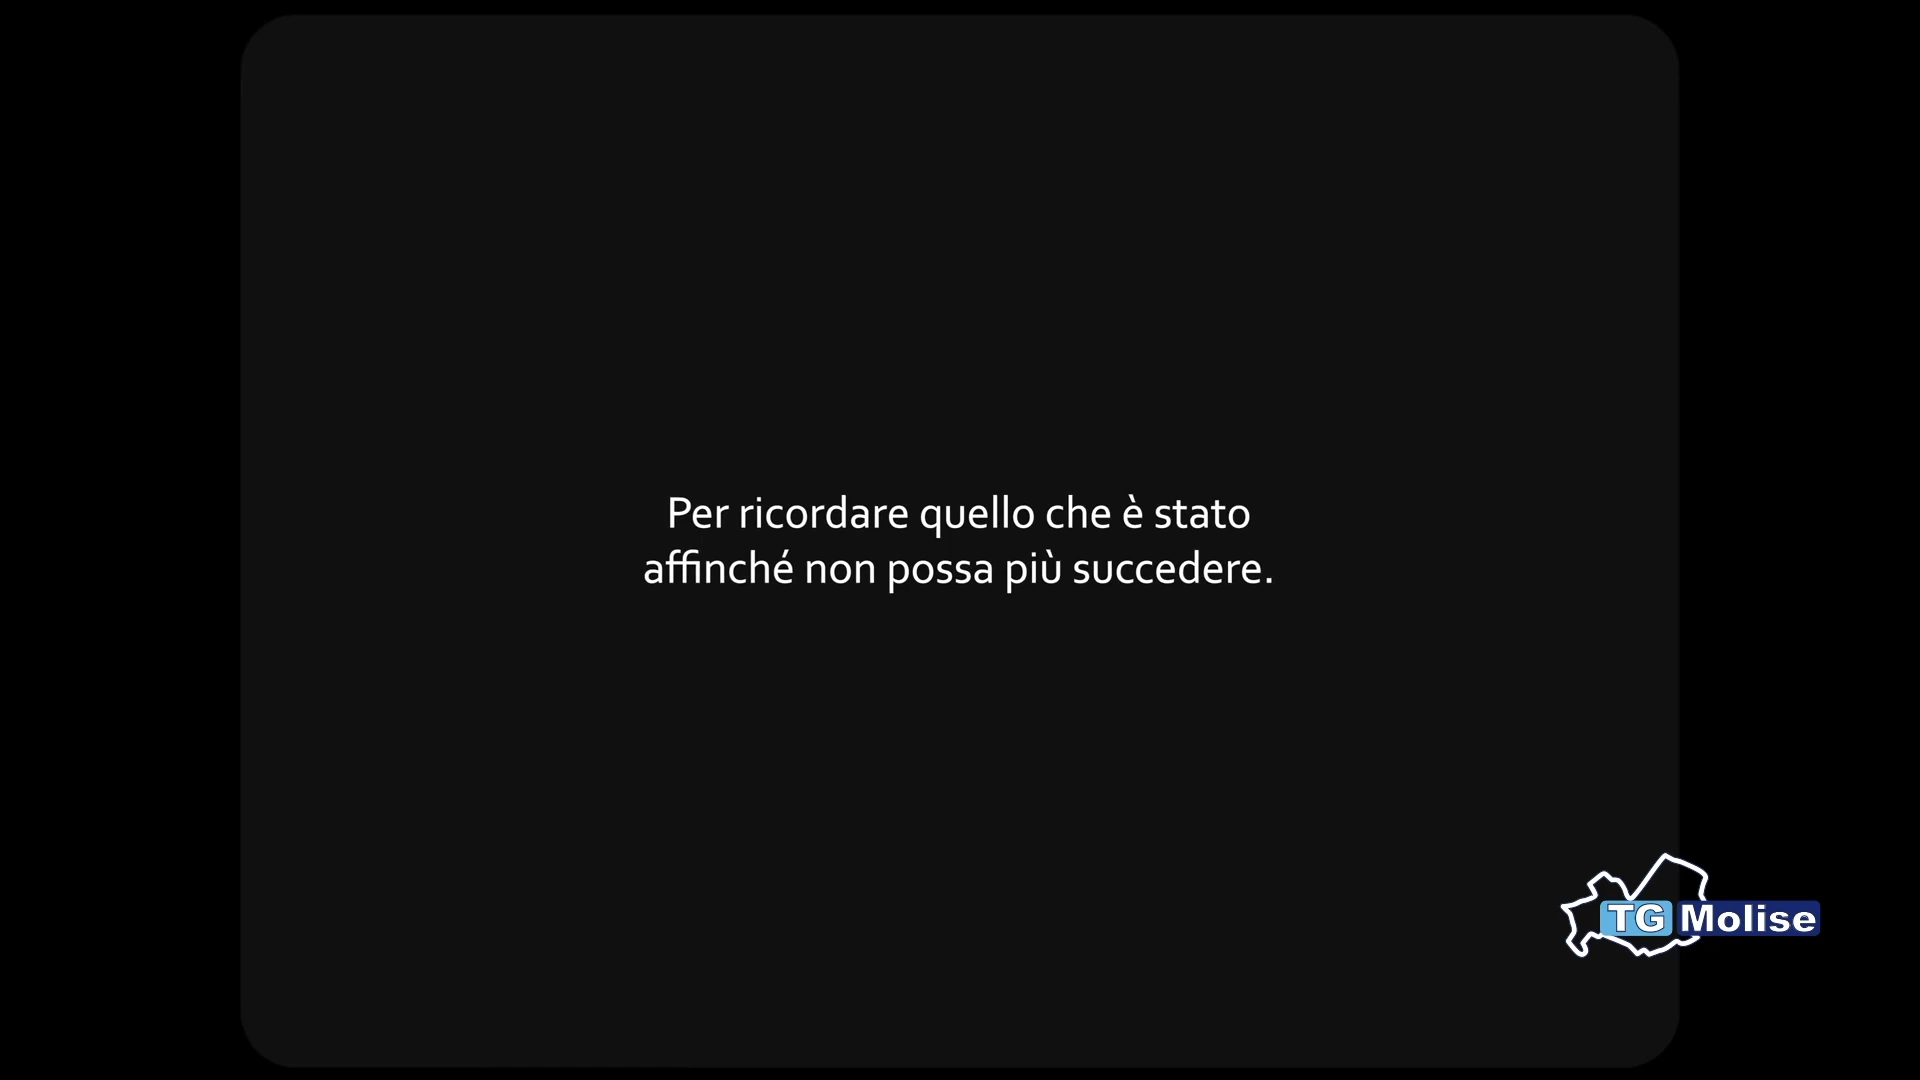 Per ricordare quello che è stato
affinché non possa più succedere.
TG Molise